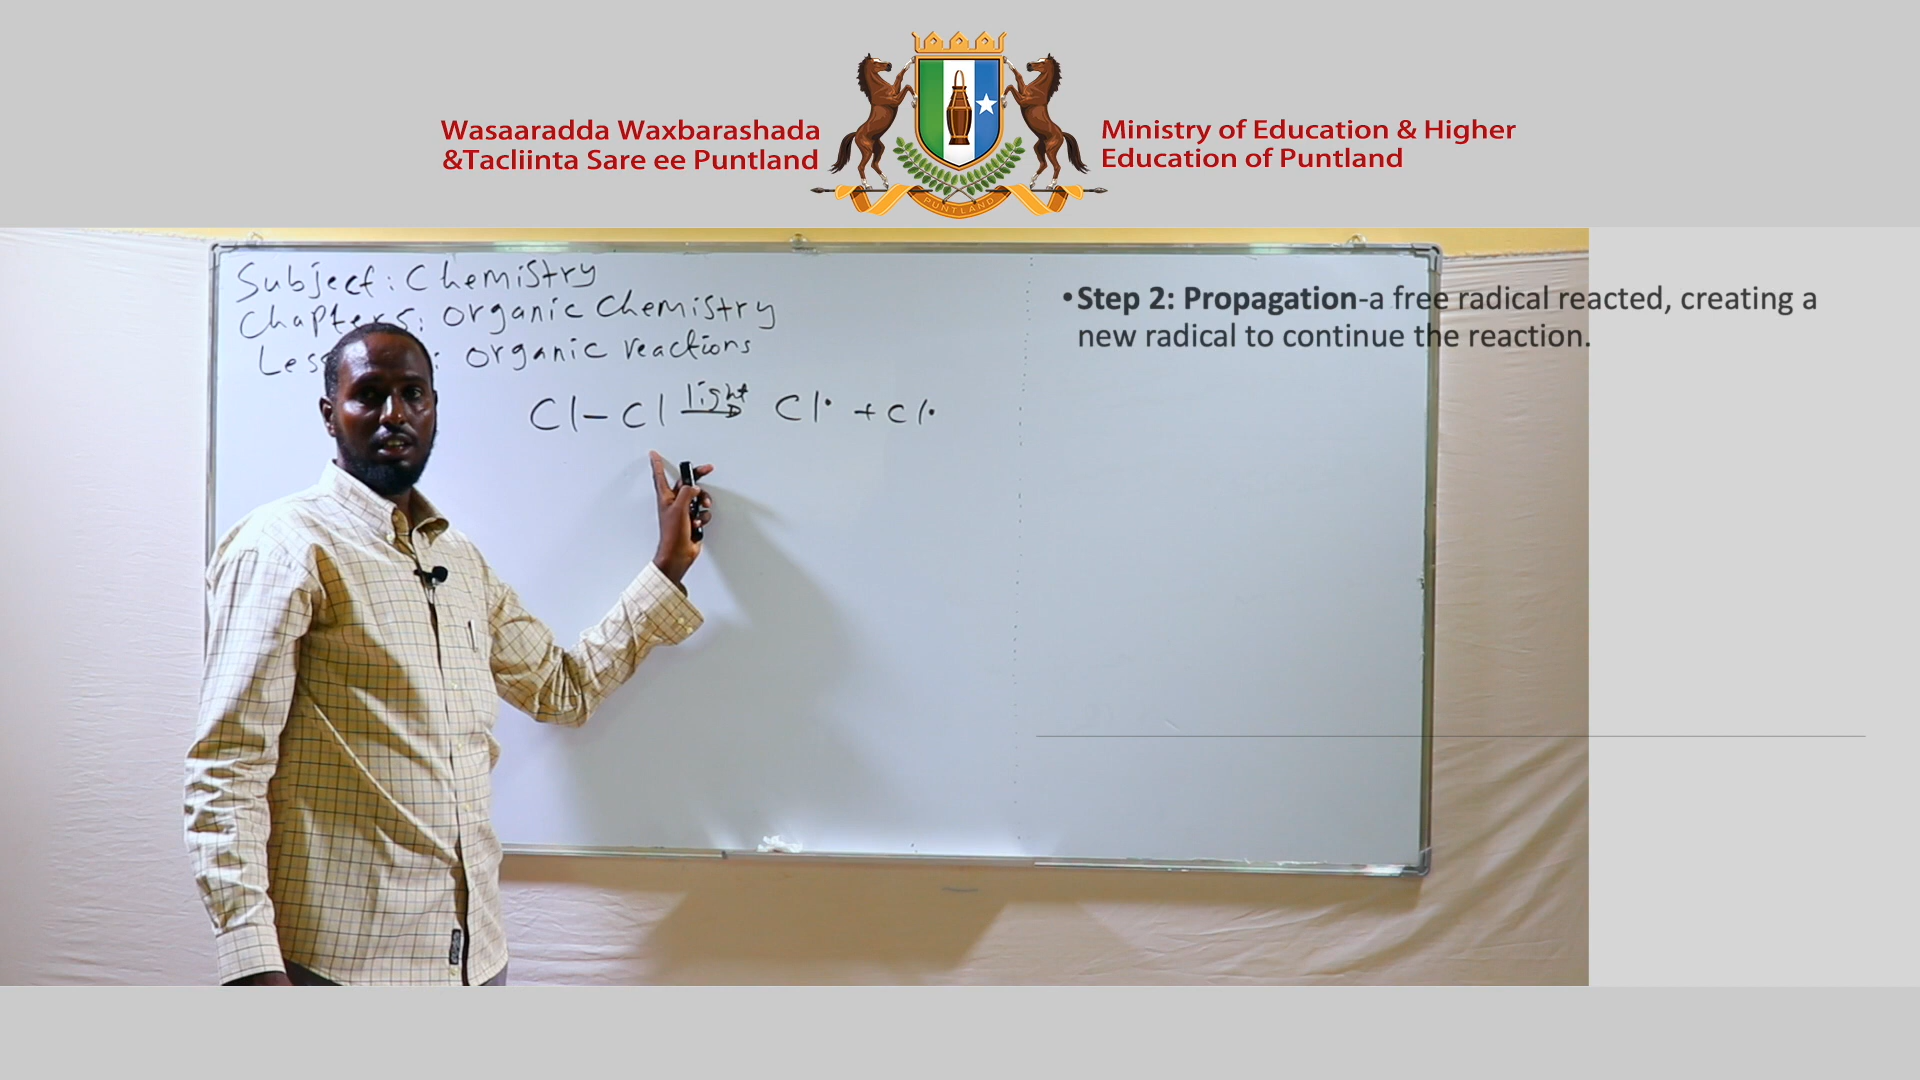 Wasaaradda Waxbarashada
&Tacliinta Sare ee Puntland
Ministry of Education & Higher
Education of Puntland
PUNTLAND
Subject: Chemistry
Chapter 5: organic chemistry
Les : organic reactions
Cl–Cl light→ Cl• + Cl•
•Step 2: Propagation-a free radical reacted, creating a
new radical to continue the reaction.